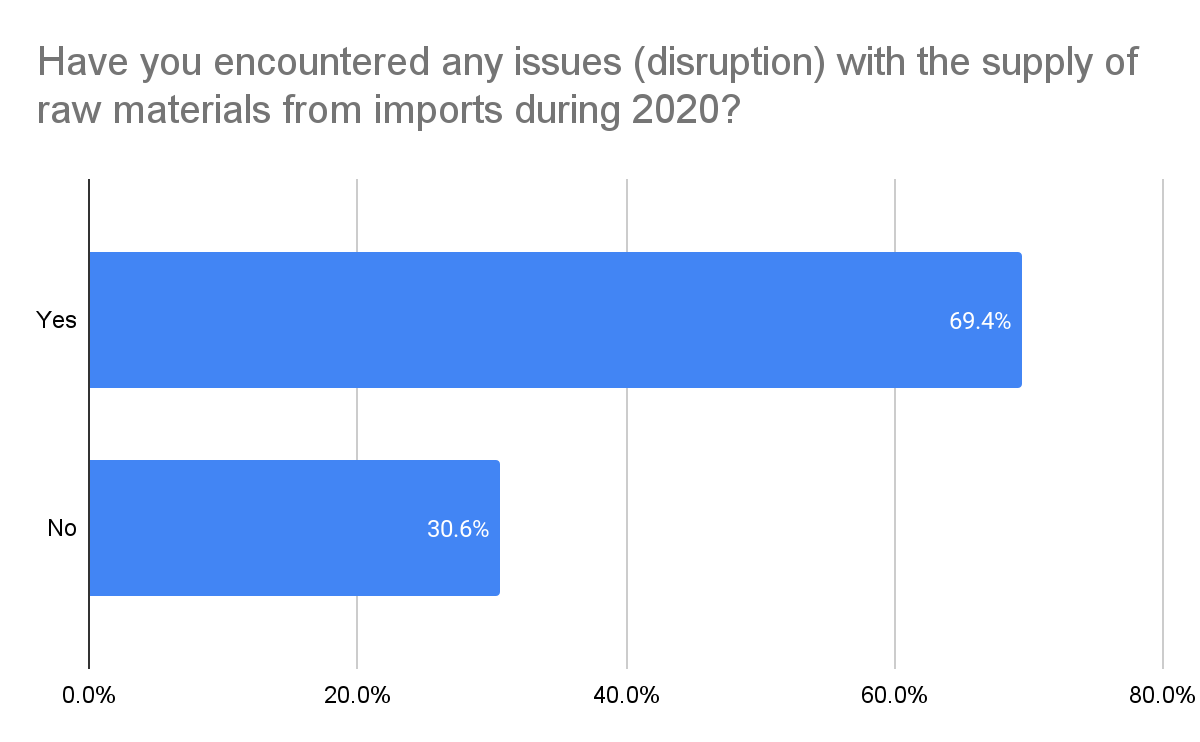 Have you encountered any issues (disruption) with the supply of
raw materials from imports during 2020?
Yes
69.4%
No
30.6%
0.0%
20.0%
40.0%
60.0%
80.0%